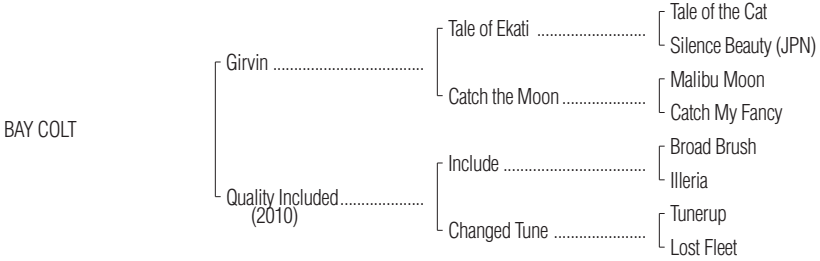 Tale of the Cat
Tale of Ekati ..........................
Silence Beauty (JPN)
Girvin ....................................
Malibu Moon
Catch the Moon....................
Catch My Fancy
BAY COLT
Broad Brush
Include ..................................
Illeria
Quality Included....................
(2010)
Tunerup
Changed Tune ......................
Lost Fleet